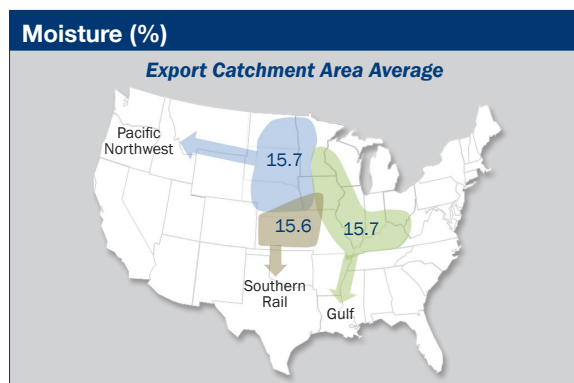 Moisture (%)
Export Catchment Area Average
Pacific
Northwest
15.7
15.6
15.7
Southern
Rail
Gulf